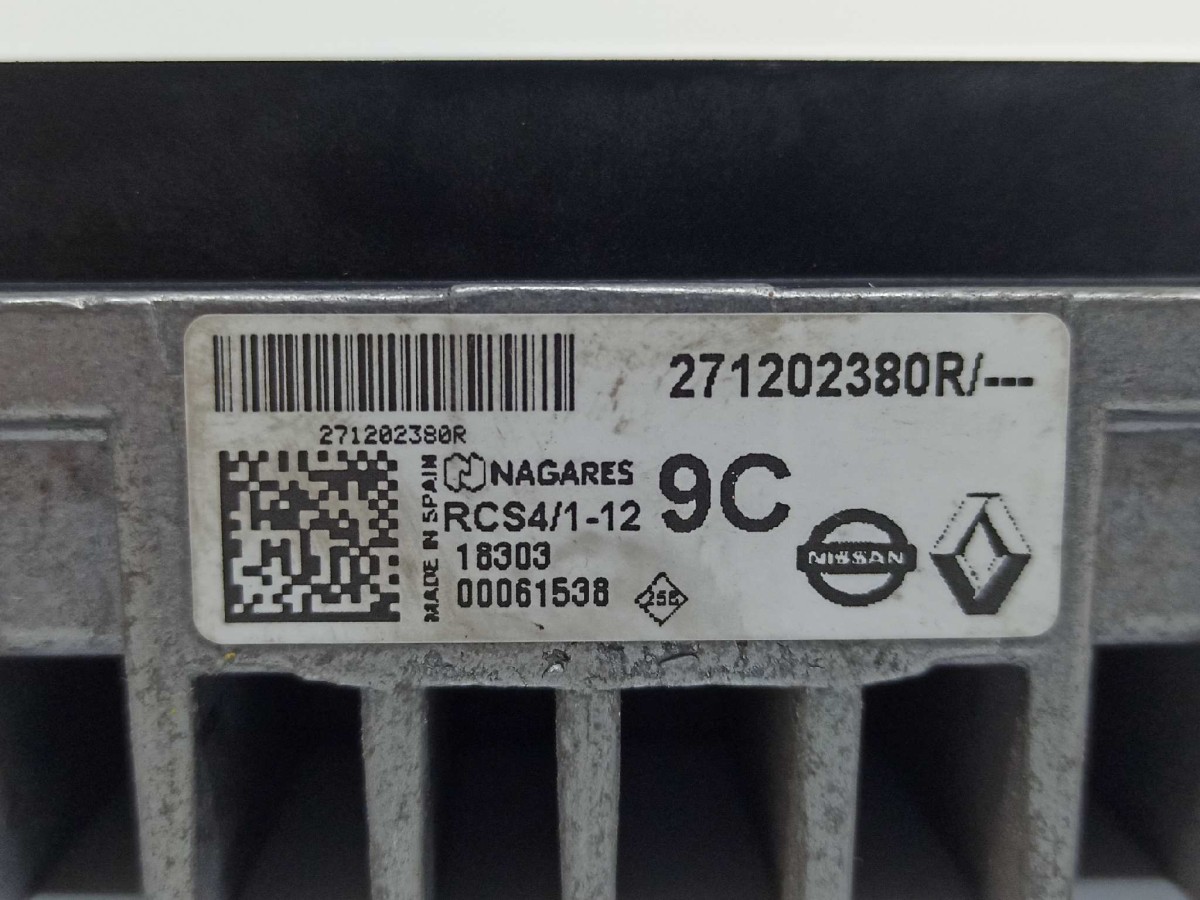 271202380R/---
271202380R
MADE IN SPAIN
NAGARES
RCS4/1-12
9C
18303
00061538
NISSAN